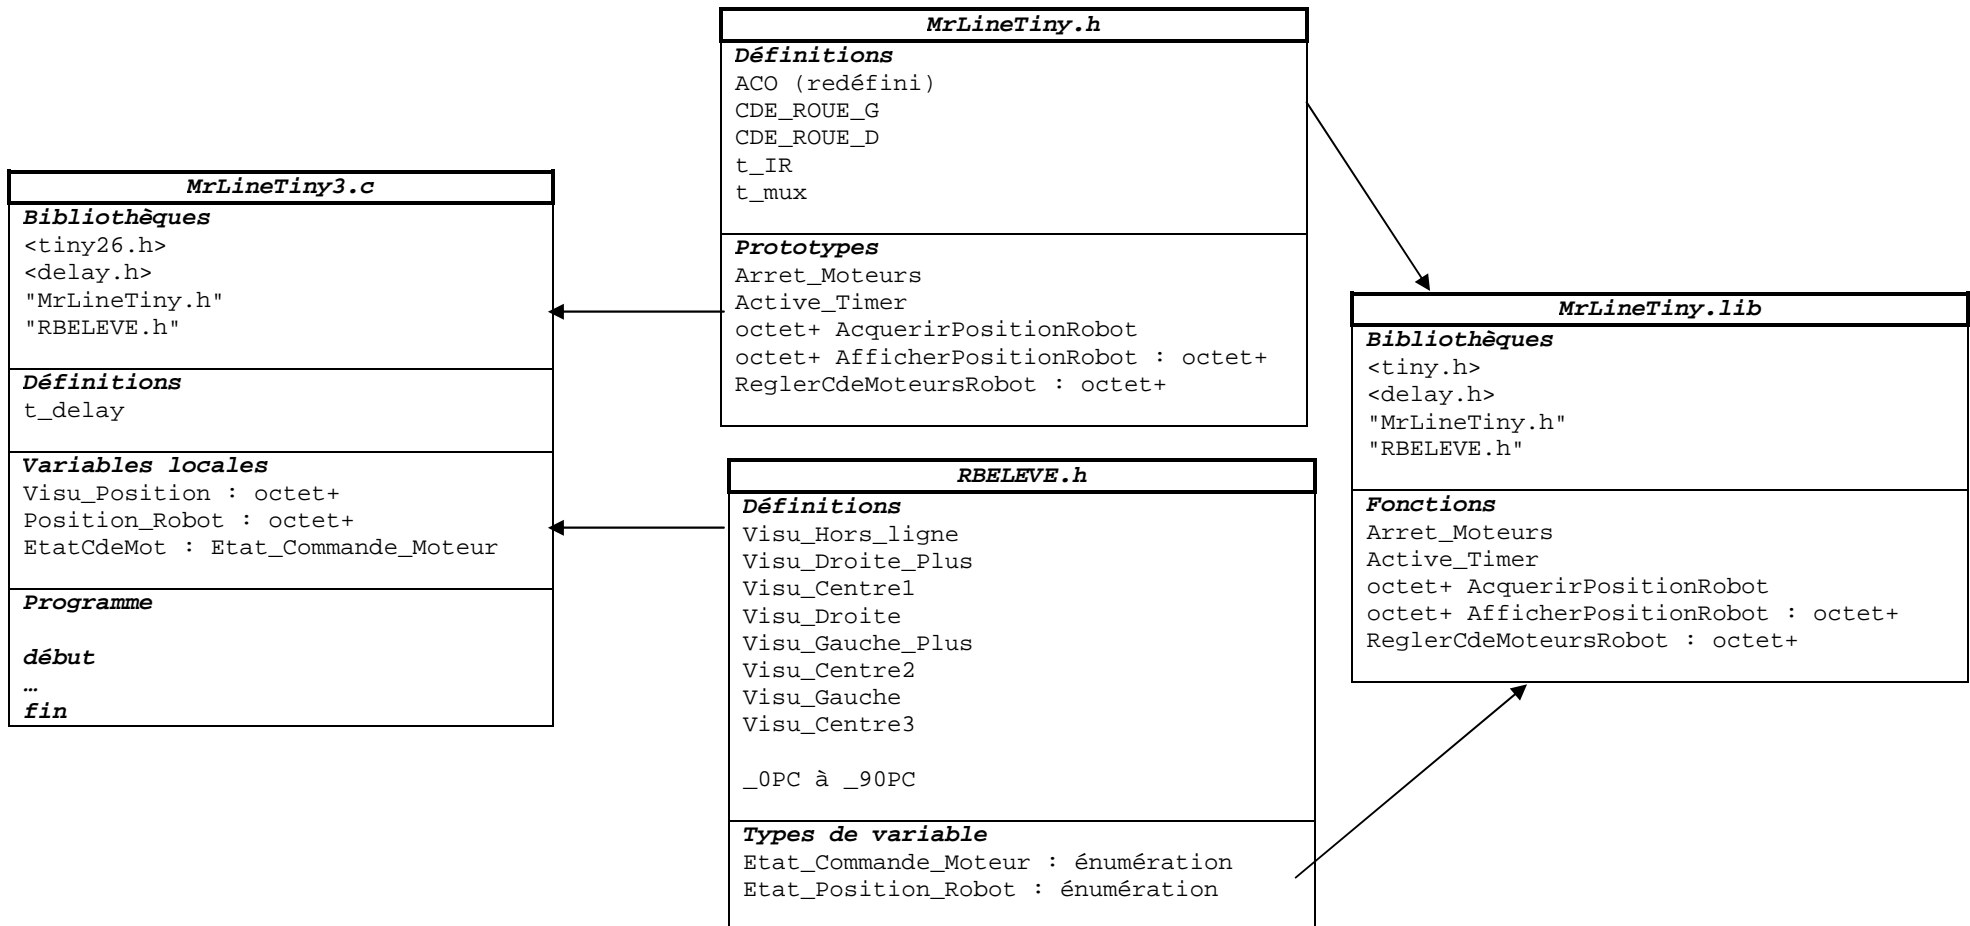 MrLineTiny3.c
Bibliothèques
<tiny26.h>
<delay.h>
"MrLineTiny.h"
"RBELEVE.h"
Définitions
t_delay
Variables locales
Visu_Position : octet+
Position_Robot : octet+
EtatCdeMot : Etat_Commande_Moteur
Programme
début
…
fin
MrLineTiny.h
Définitions
ACO (redéfini)
CDE_ROUE_G
CDE_ROUE_D
t_IR
t_mux
Prototypes
Arret_Moteurs
Active_Timer
octet+ AcquerirPositionRobot
octet+ AfficherPositionRobot : octet+
ReglerCdeMoteursRobot : octet+
RBELEVE.h
Définitions
Visu_Hors_ligne
Visu_Droite_Plus
Visu_Centre1
Visu_Droite
Visu_Gauche_Plus
Visu_Centre2
Visu_Gauche
Visu_Centre3
_0PC à _90PC
Types de variable
Etat_Commande_Moteur : énumération
Etat_Position_Robot : énumération
MrLineTiny.lib
Bibliothèques
<tiny.h>
<delay.h>
"MrLineTiny.h"
"RBELEVE.h"
Fonctions
Arret_Moteurs
Active_Timer
octet+ AcquerirPositionRobot
octet+ AfficherPositionRobot : octet+
ReglerCdeMoteursRobot : octet+